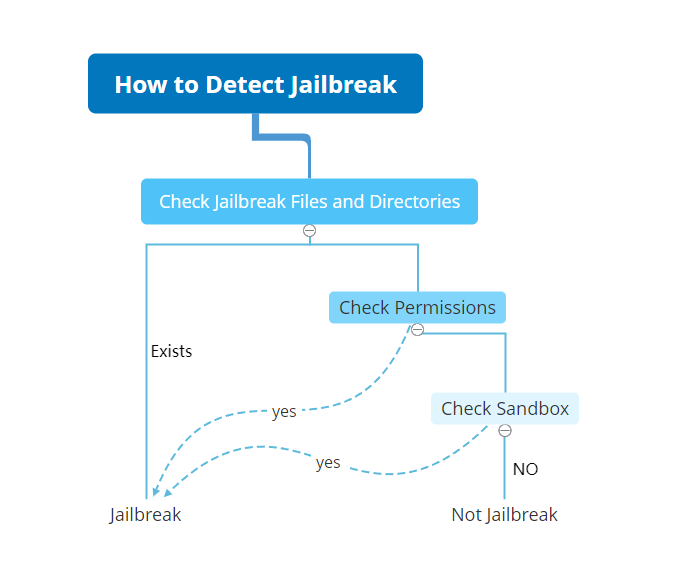 How to Detect Jailbreak
Check Jailbreak Files and Directories
Check Permissions
Exists
Check Sandbox
yes
yes
NO
Jailbreak
Not Jailbreak